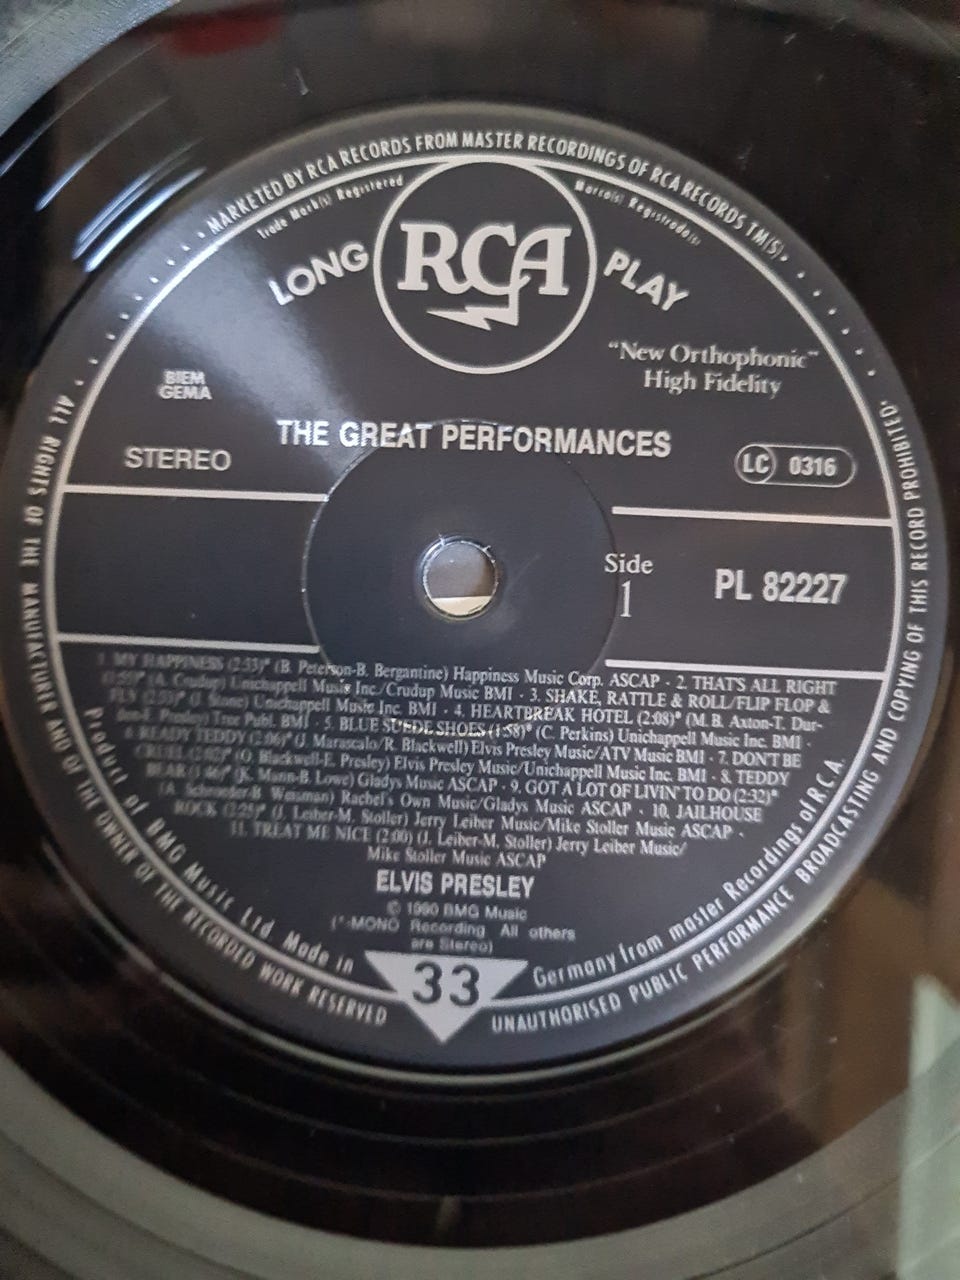 MARKETED BY RCA RECORDS FROM MASTER RECORDINGS OF RCA RECORDS TM(S)
Trade Mark(s) Registered
Marca(s) Registrada(s)
LONG RCA PLAY
"New Orthophonic"
High Fidelity
BIEM
GEMA
THE GREAT PERFORMANCES
STEREO
LC 0316
Side
1
PL 82227
1. MY HAPPINESS (2:33)* (B. Peterson-B. Bergantine) Happiness Music Corp. ASCAP · 2. THAT'S ALL RIGHT
(A. Crudup) Unichappell Music Inc./Crudup Music BMI · 3. SHAKE, RATTLE & ROLL/FLIP FLOP &
FLY (2:33)* (J. Stone) Unichappell Music Inc. BMI · 4. HEARTBREAK HOTEL (2:08)* (M.B. Axton-T. Dur-
den-E. Presley) Tree Publ. BMI · 5. BLUE SUEDE SHOES (1:58)* (C. Perkins) Unichappell Music Inc. BMI ·
6. READY TEDDY (2:06)* (J. Marascalo/R. Blackwell) Elvis Presley Music/ATV Music BMI · 7. DON'T BE
CRUEL (2:02)* (O. Blackwell-E. Presley) Elvis Presley Music/Unichappell Music Inc. BMI · 8. TEDDY
BEAR (1:46)* (K. Mann-B. Lowe) Gladys Music ASCAP · 9. GOT A LOT OF LIVIN' TO DO (2:32)*
(A. Schroeder-B. Weisman) Rachel's Own Music/Gladys Music ASCAP · 10. JAILHOUSE
ROCK (2:25)* (J. Leiber-M. Stoller) Jerry Leiber Music/Mike Stoller Music ASCAP ·
11. TREAT ME NICE (2:00) (J. Leiber-M. Stoller) Jerry Leiber Music/
Mike Stoller Music ASCAP
ELVIS PRESLEY
© 1990 BMG Music
(*-MONO Recording. All others
are Stereo)
33
Product of BMG Music Ltd Made in Germany from master Recordings of R.C.A.
ALL RIGHTS OF THE MANUFACTURER AND OF THE OWNER OF THE RECORDED WORK RESERVED
UNAUTHORISED PUBLIC PERFORMANCE BROADCASTING AND COPYING OF THIS RECORD PROHIBITED.